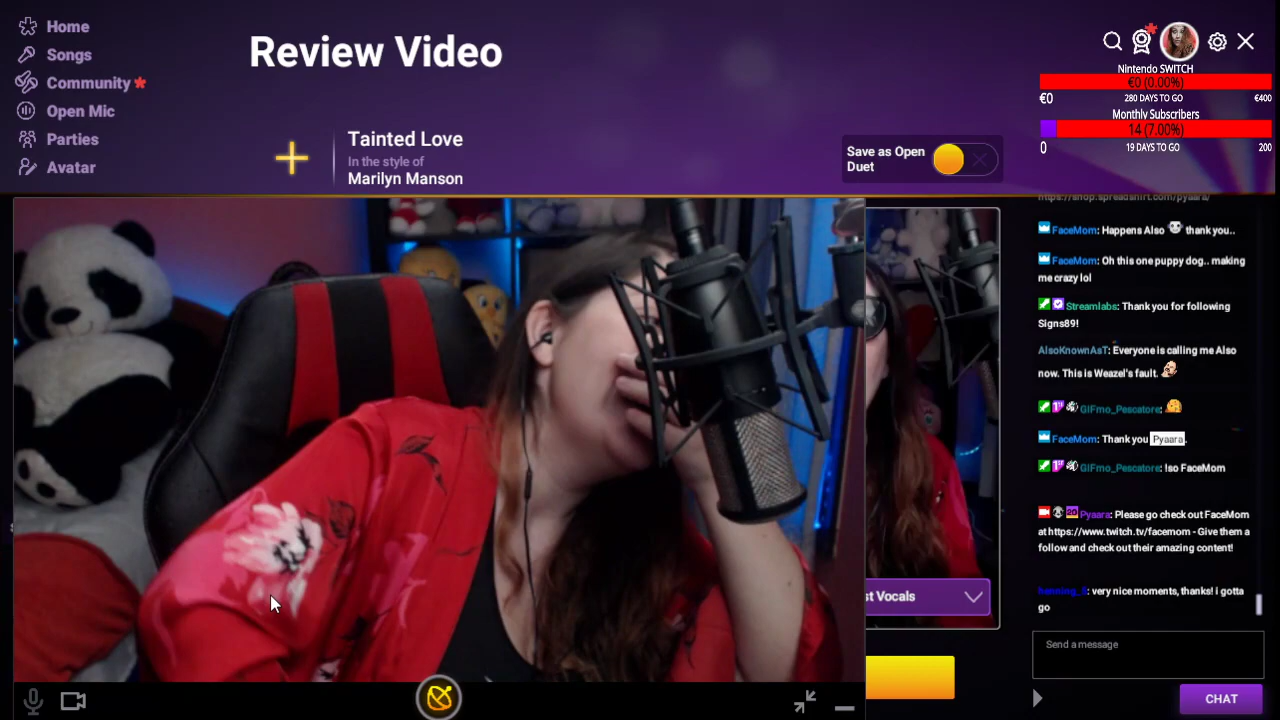 Home
Songs
Community
Open Mic
Parties
Avatar
Review Video
Tainted Love
In the style of
Marilyn Manson
Save as Open
Duet
Nintendo SWITCH
€0 (0.00%)
€0 280 DAYS TO GO €400
Monthly Subscribers
14 (7.00%)
0 19 DAYS TO GO 200
https://shop.spreadshirt.com/pyaara/
FaceMom: Happens Also thank you..
FaceMom: Oh this one puppy dog.. making
me crazy lol
Streamlabs: Thank you for following
Signs89!
AlsoKnownAsT: Everyone is calling me Also
now. This is Weazel's fault.
GIFmo_Pescatore:
FaceMom: Thank you Pyaara.
GIFmo_Pescatore: !so FaceMom
Pyaara: Please go check out FaceMom
at https://www.twitch.tv/facemom - Give them a
follow and check out their amazing content!
: very nice moments, thanks! i gotta
go
st Vocals
Send a message
CHAT